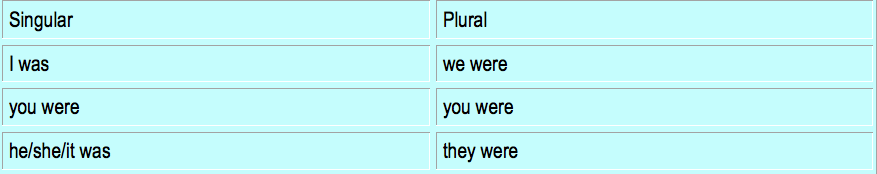 Singular Plural
I was we were
you were you were
he/she/it was they were